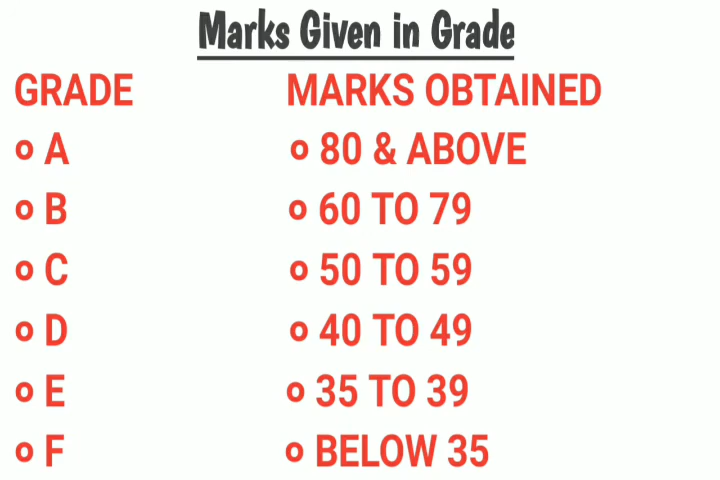 Marks Given in Grade
GRADE MARKS OBTAINED
A 80 & ABOVE
B 60 TO 79
C 50 TO 59
D 40 TO 49
E 35 TO 39
F BELOW 35